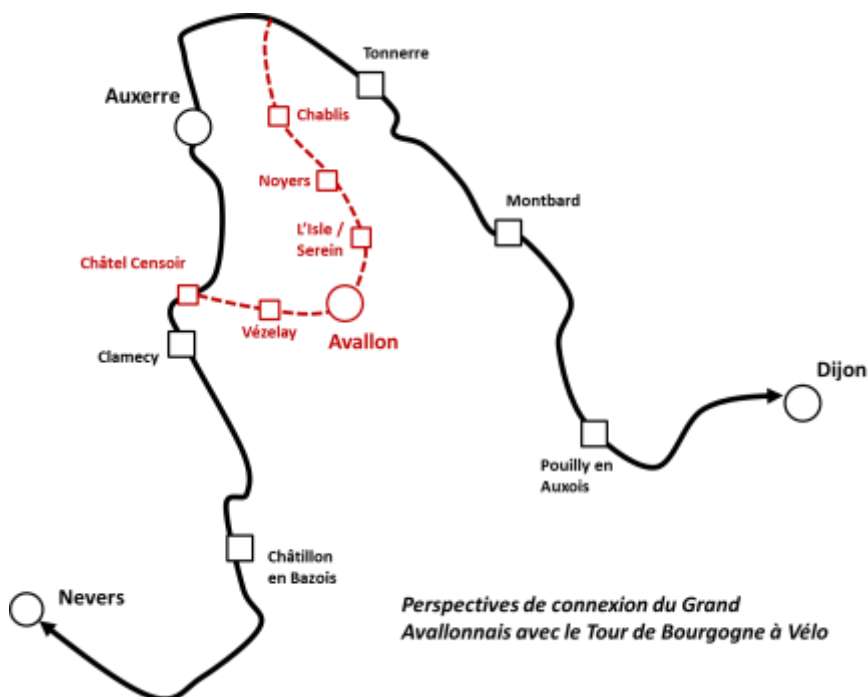 Tonnerre
Auxerre
Chablis
Noyers
Montbard
L'Isle /
Serein
Châtel Censoir
Vézelay
Avallon
Clamecy
Dijon
Pouilly en
Auxois
Châtillon
en Bazois
Nevers
Perspectives de connexion du Grand
Avallonnais avec le Tour de Bourgogne à Vélo